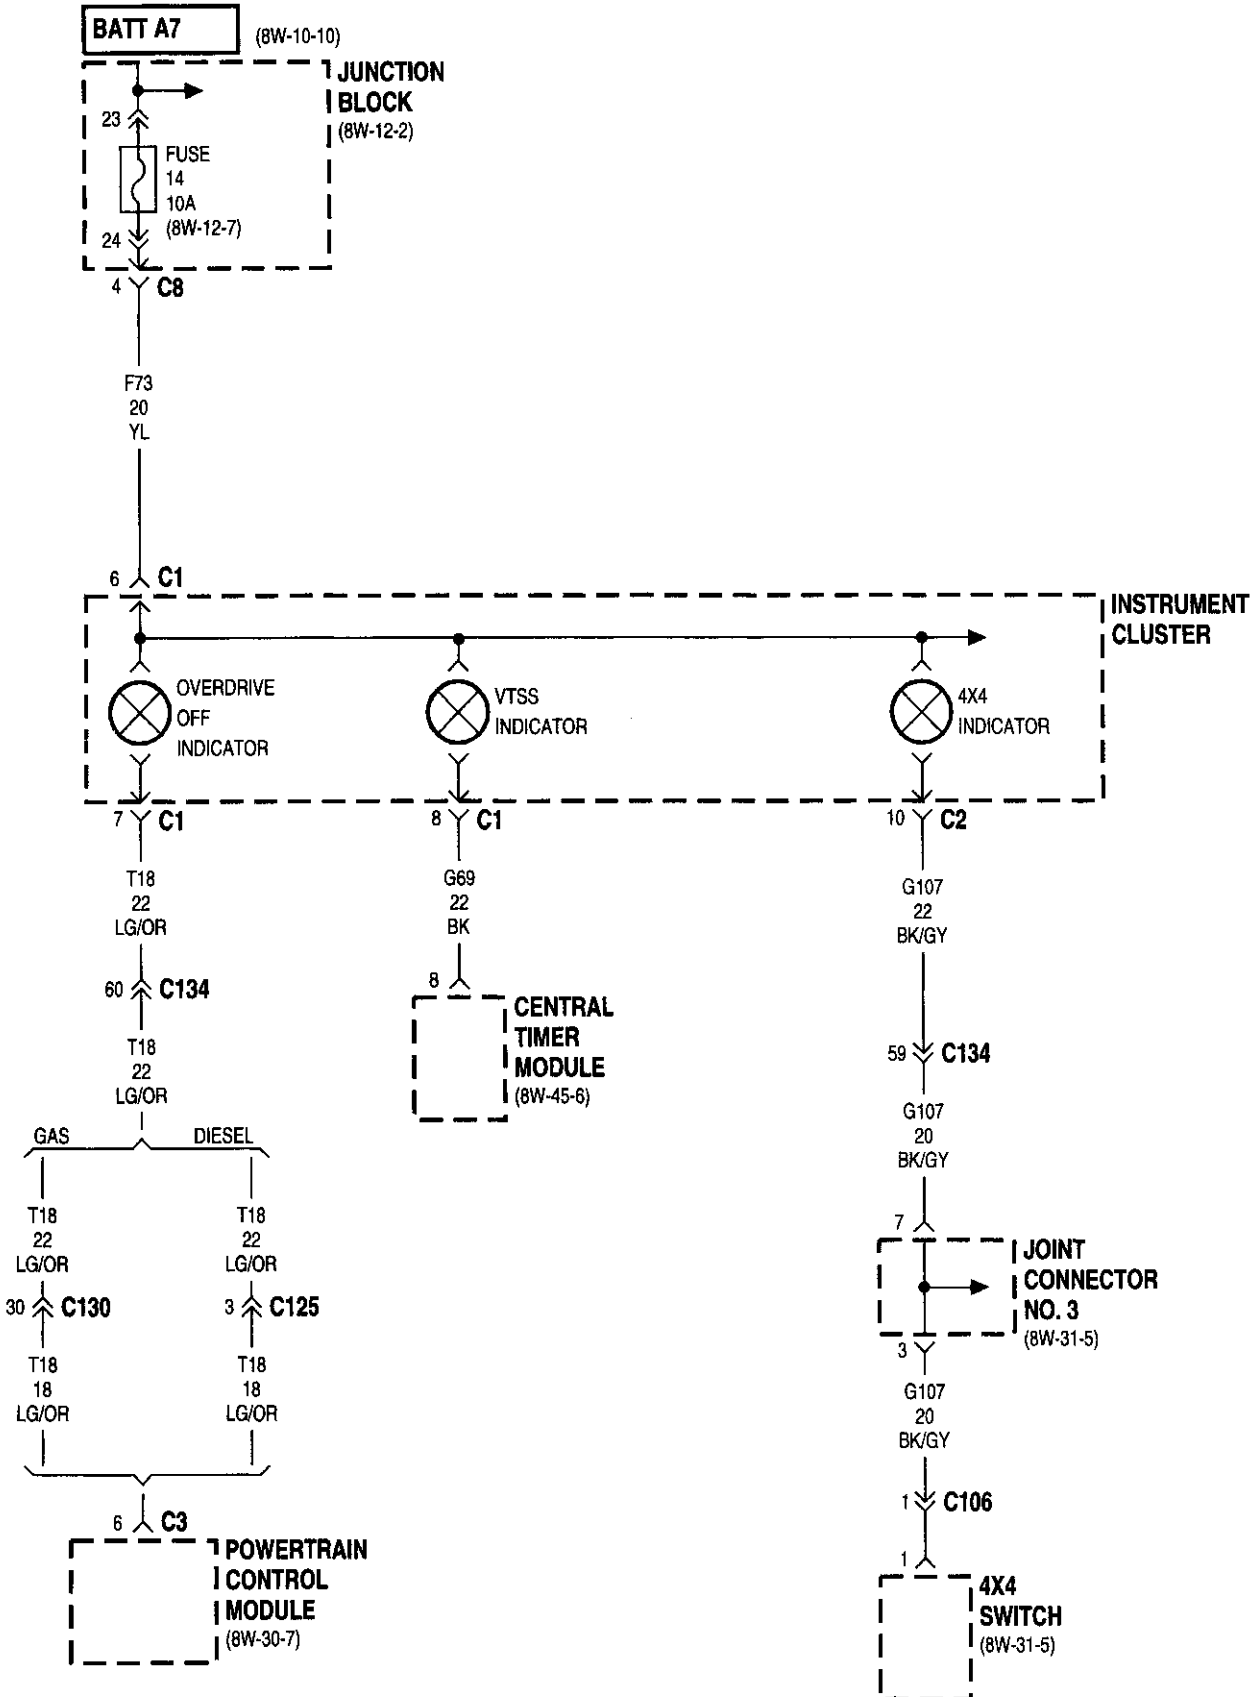 BATT A7
(8W-10-10)
JUNCTION
BLOCK
(8W-12-2)
23
FUSE
14
10A
(8W-12-7)
24
4 C8
F73
20
YL
6 C1
INSTRUMENT
CLUSTER
OVERDRIVE
OFF
INDICATOR
VTSS
INDICATOR
4X4
INDICATOR
7 C1
8 C1
10 C2
T18
22
LG/OR
G69
22
BK
G107
22
BK/GY
60 C134
8
CENTRAL
TIMER
MODULE
(8W-45-6)
59 C134
T18
22
LG/OR
G107
20
BK/GY
GAS
DIESEL
T18
22
LG/OR
T18
22
LG/OR
7
JOINT
CONNECTOR
NO. 3
(8W-31-5)
30 C130
3 C125
3
T18
18
LG/OR
T18
18
LG/OR
G107
20
BK/GY
1 C106
6 C3
POWERTRAIN
CONTROL
MODULE
(8W-30-7)
1
4X4
SWITCH
(8W-31-5)